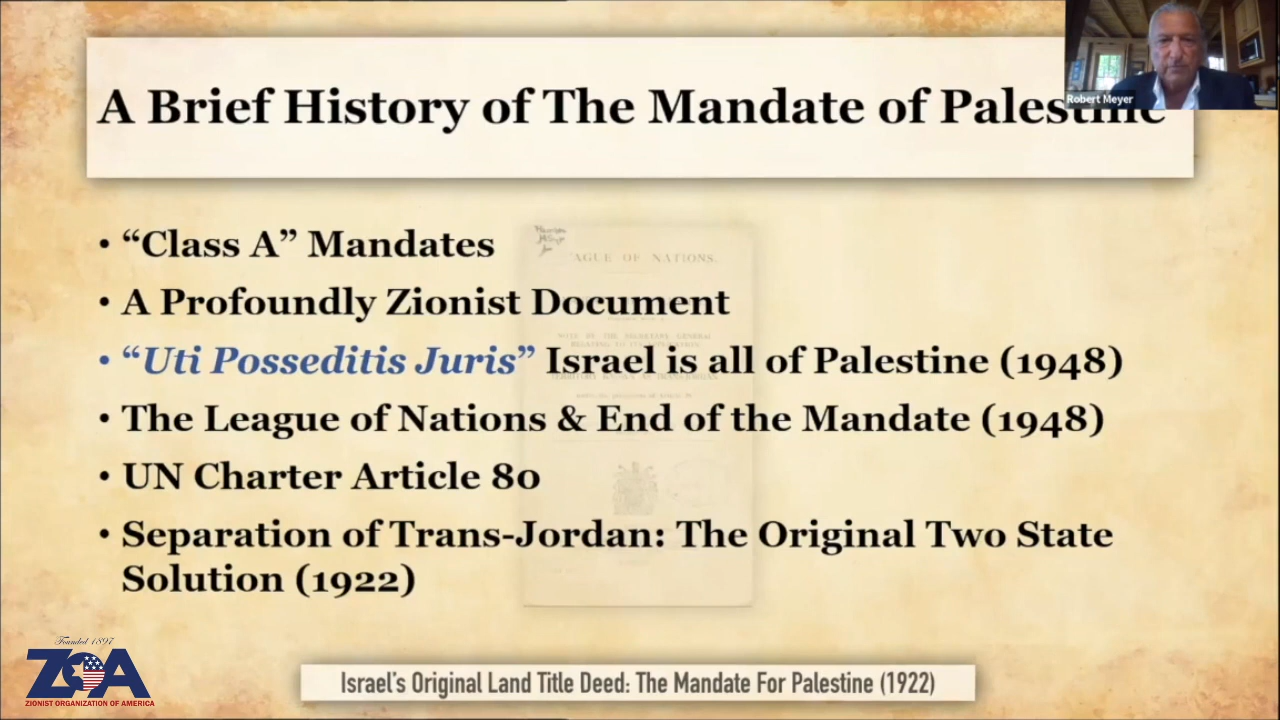 A Brief History of The Mandate of Palestine
Robert Meyer
• “Class A” Mandates
• A Profoundly Zionist Document
• “Uti Posseditis Juris” Israel is all of Palestine (1948)
• The League of Nations & End of the Mandate (1948)
• UN Charter Article 80
• Separation of Trans-Jordan: The Original Two State
Solution (1922)
AGUE OF NATIONS.
Founded 1897
ZOA
ZIONIST ORGANIZATION OF AMERICA
Israel’s Original Land Title Deed: The Mandate For Palestine (1922)